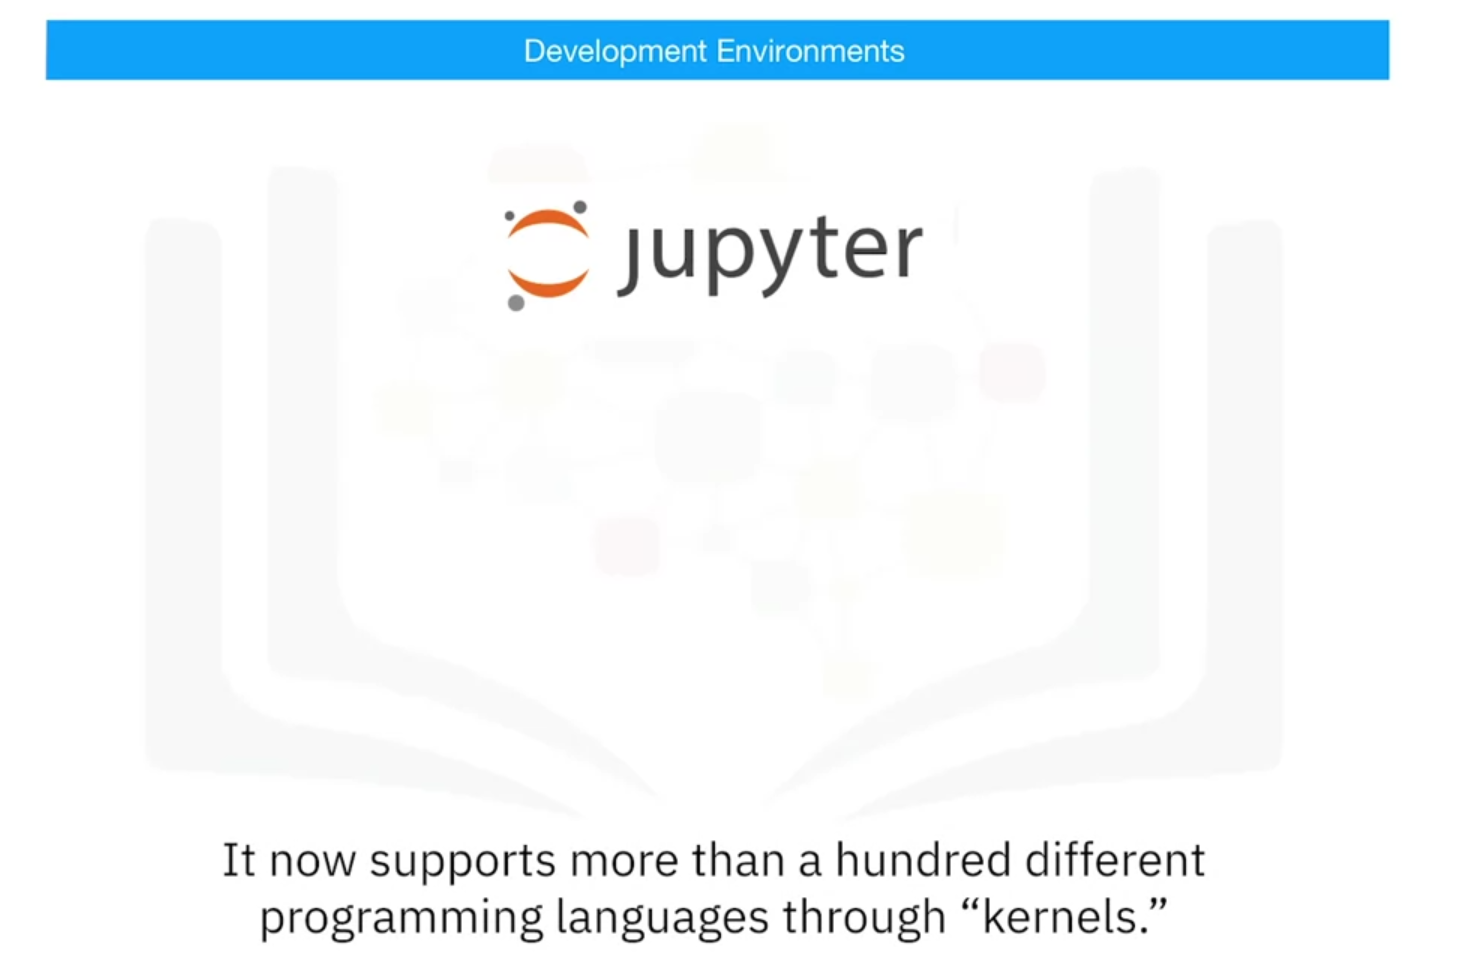 Development Environments
jupyter
It now supports more than a hundred different
programming languages through “kernels.”